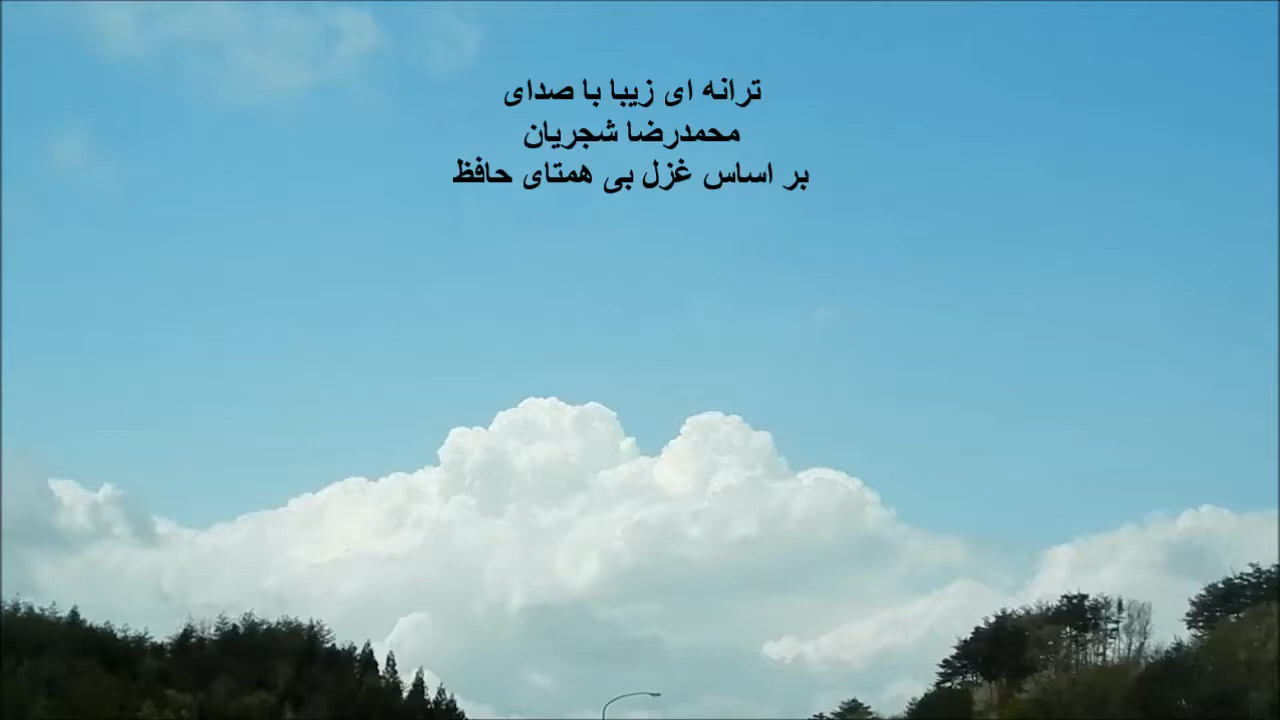 ترانه ای زیبا با صدای
محمدرضا شجریان
بر اساس غزل بی همتای حافظ